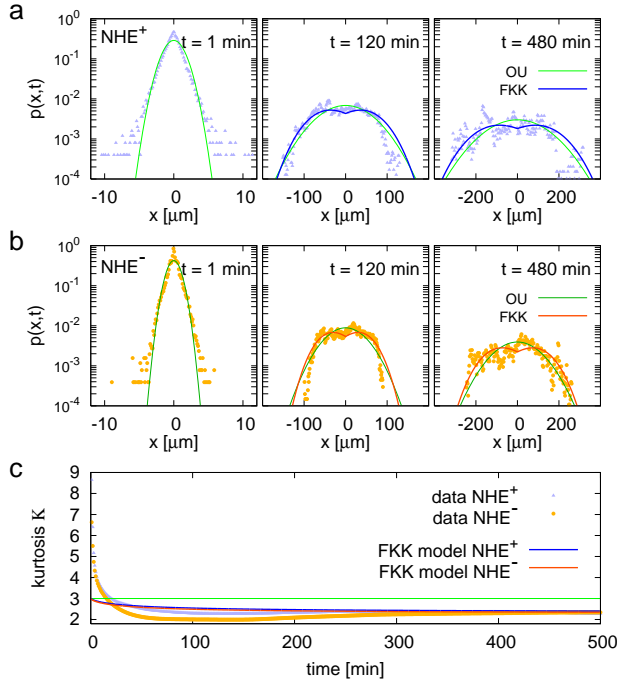 a
NHE⁺
t = 1 min
t = 120 min
t = 480 min
OU
FKK
p(x,t)
10⁰
10⁻¹
10⁻²
10⁻³
10⁻⁴
-10 0 10
-100 0 100
-200 0 200
x [μm]
x [μm]
x [μm]
b
NHE⁻
t = 1 min
t = 120 min
t = 480 min
OU
FKK
p(x,t)
10⁰
10⁻¹
10⁻²
10⁻³
10⁻⁴
-10 0 10
-100 0 100
-200 0 200
x [μm]
x [μm]
x [μm]
c
kurtosis K
9
8
7
6
5
4
3
2
data NHE⁺
data NHE⁻
FKK model NHE⁺
FKK model NHE⁻
0 100 200 300 400 500
time [min]